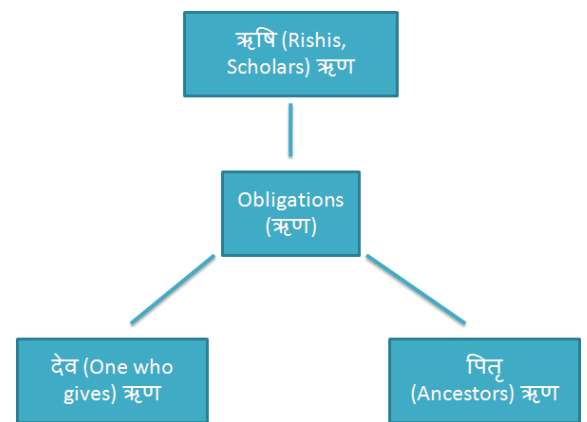 ऋषि (Rishis,
Scholars) ऋण
Obligations
(ऋण)
देव (One who
gives) ऋण
पितृ
(Ancestors) ऋण